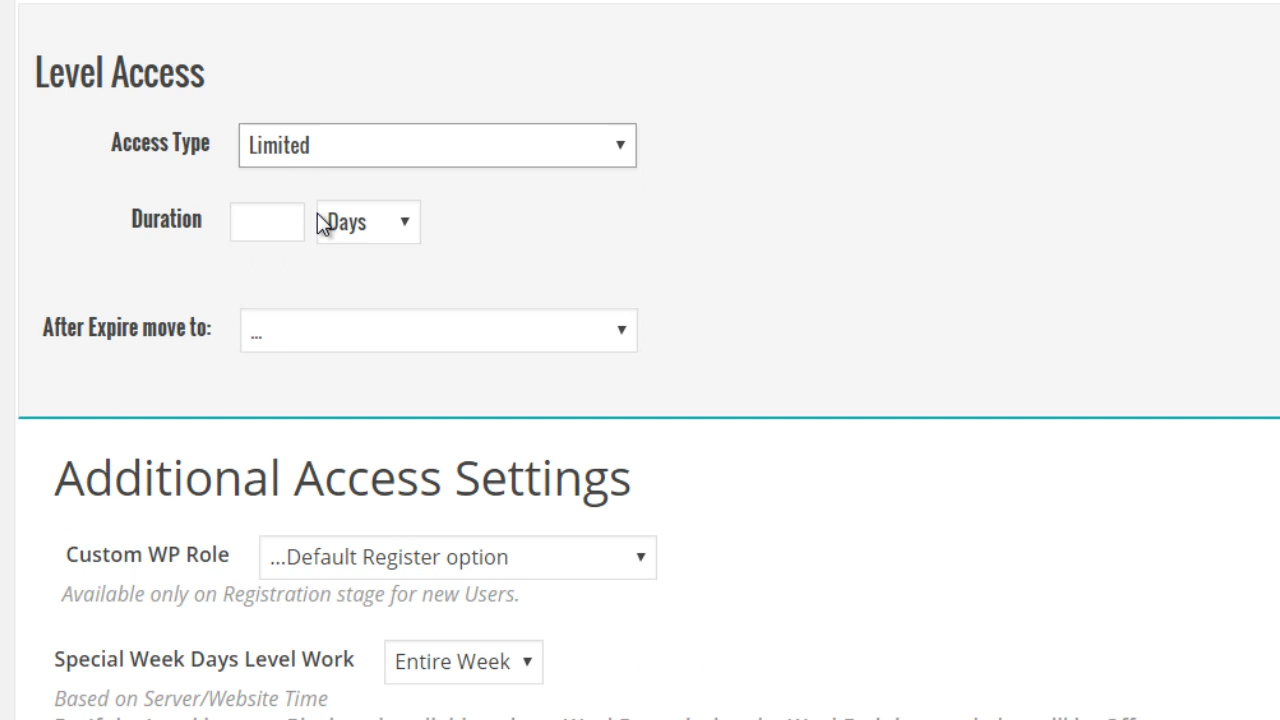 Level Access
Access Type Limited
Duration Days
After Expire move to: ...
Additional Access Settings
Custom WP Role ...Default Register option
Available only on Registration stage for new Users.
Special Week Days Level Work Entire Week
Based on Server/Website Time